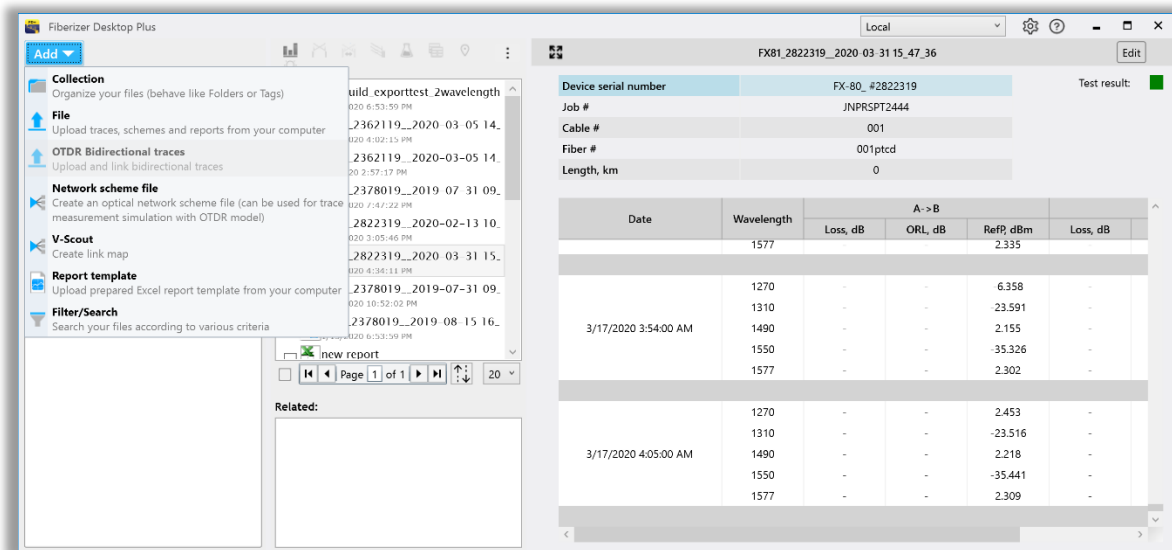 Fiberizer Desktop Plus
Local
Add
Collection
Organize your files (behave like Folders or Tags)
File
Upload traces, schemes and reports from your computer
OTDR Bidirectional traces
Upload and link bidirectional traces
Network scheme file
Create an optical network scheme file (can be used for trace
measurement simulation with OTDR model)
V-Scout
Create link map
Report template
Upload prepared Excel report template from your computer
Filter/Search
Search your files according to various criteria
uild_exporttest_2wavelength
020 6:53:59 PM
_2362119__2020-03-05 14_
020 4:02:15 PM
_2362119__2020-03-05 14_
20 2:57:17 PM
_2378019__2019-07-31 09_
020 7:47:22 PM
_2822319__2020-02-13 10_
020 3:05:46 PM
_2822319__2020-03-31 15_
020 4:34:11 PM
_2378019__2019-07-31 09_
020 10:52:02 PM
_2378019__2019-08-15 16_
020 6:53:59 PM
new report
Page 1 of 1
20
Related:
FX81_2822319__2020-03-31 15_47_36
Edit
Device serial number FX-80_ #2822319
Test result:
Job # JNPRSPT2444
Cable # 001
Fiber # 001ptcd
Length, km 0
Date Wavelength A->B
Loss, dB ORL, dB RefP, dBm Loss, dB
1577 - - 2.335 -
1270 - - 6.358 -
1310 - - -23.591 -
3/17/2020 3:54:00 AM 1490 - - 2.155 -
1550 - - -35.326 -
1577 - - 2.302 -
1270 - - 2.453 -
1310 - - -23.516 -
3/17/2020 4:05:00 AM 1490 - - 2.218 -
1550 - - -35.441 -
1577 - - 2.309 -